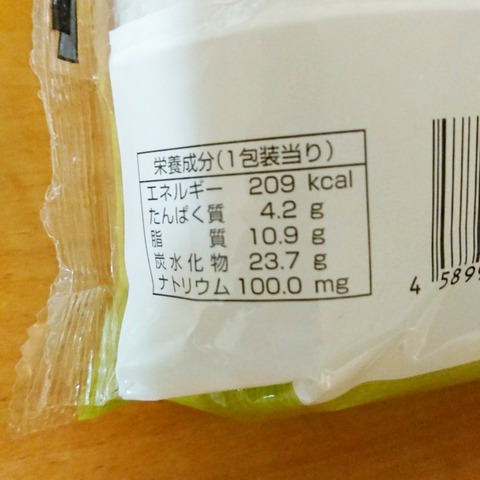 栄養成分(1包装当り)
エネルギー 209 kcal
たんぱく質 4.2 g
脂 質 10.9 g
炭水化物 23.7 g
ナトリウム 100.0 mg
4 5899